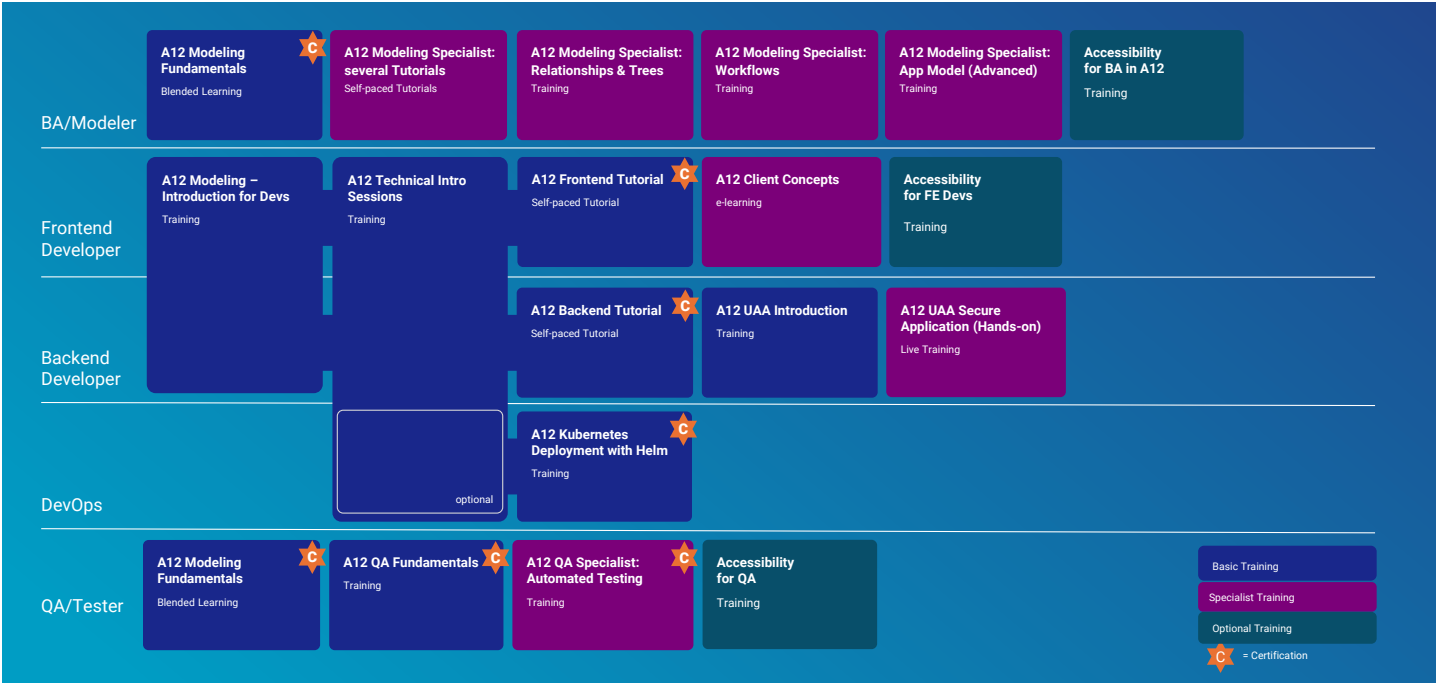 A12 Modeling
Fundamentals
Blended Learning
C
A12 Modeling Specialist:
several Tutorials
Self-paced Tutorials
A12 Modeling Specialist:
Relationships & Trees
Training
A12 Modeling Specialist:
Workflows
Training
A12 Modeling Specialist:
App Model (Advanced)
Training
Accessibility
for BA in A12
Training
BA/Modeler
A12 Modeling –
Introduction for Devs
Training
A12 Technical Intro
Sessions
Training
A12 Frontend Tutorial
Self-paced Tutorial
C
A12 Client Concepts
e-learning
Accessibility
for FE Devs
Training
Frontend
Developer
A12 Backend Tutorial
Self-paced Tutorial
C
A12 UAA Introduction
Training
A12 UAA Secure
Application (Hands-on)
Live Training
Backend
Developer
optional
A12 Kubernetes
Deployment with Helm
Training
C
DevOps
A12 Modeling
Fundamentals
Blended Learning
C
A12 QA Fundamentals
Training
C
A12 QA Specialist:
Automated Testing
Training
C
Accessibility
for QA
Training
QA/Tester
Basic Training
Specialist Training
Optional Training
C = Certification